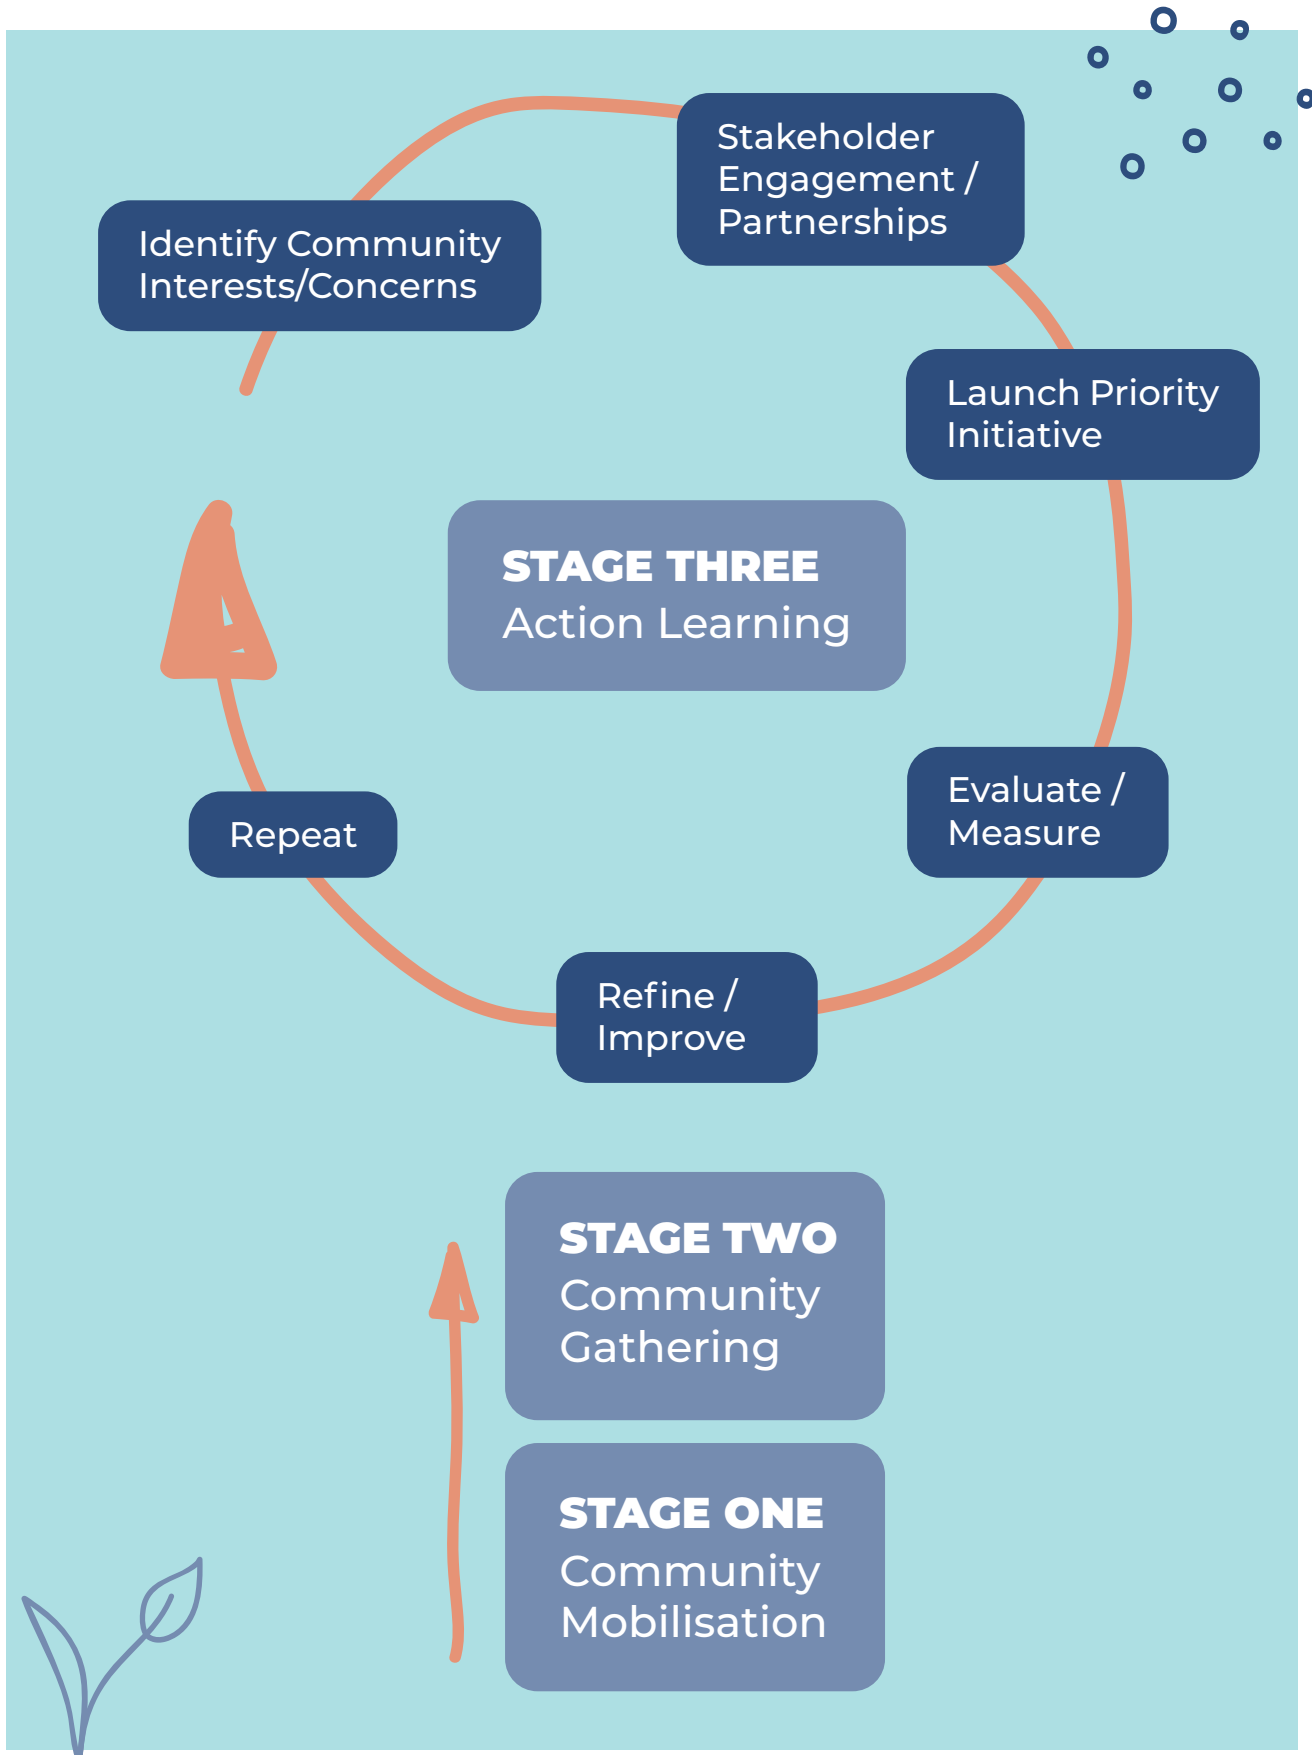 Stakeholder
Engagement /
Partnerships
Identify Community
Interests/Concerns
Launch Priority
Initiative
STAGE THREE
Action Learning
Evaluate /
Measure
Repeat
Refine /
Improve
STAGE TWO
Community
Gathering
STAGE ONE
Community
Mobilisation